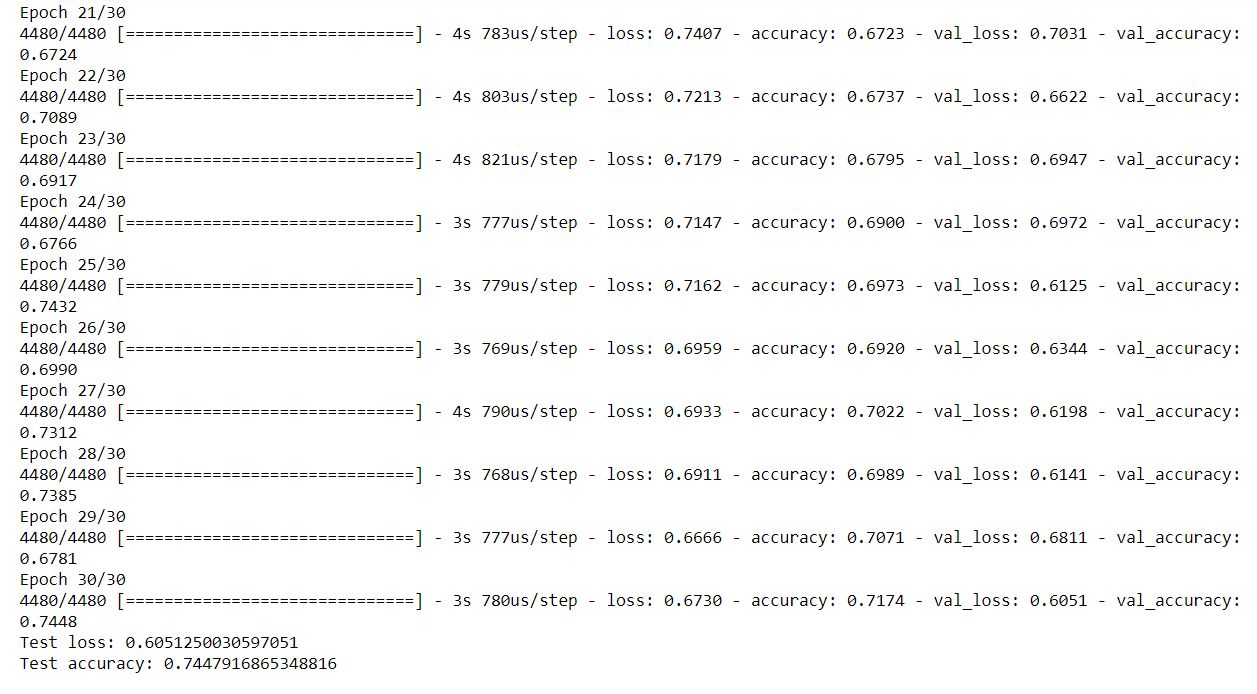 Epoch 21/30
4480/4480 [==============================] - 4s 783us/step - loss: 0.7407 - accuracy: 0.6723 - val_loss: 0.7031 - val_accuracy:
0.6724
Epoch 22/30
4480/4480 [==============================] - 4s 803us/step - loss: 0.7213 - accuracy: 0.6737 - val_loss: 0.6622 - val_accuracy:
0.7089
Epoch 23/30
4480/4480 [==============================] - 4s 821us/step - loss: 0.7179 - accuracy: 0.6795 - val_loss: 0.6947 - val_accuracy:
0.6917
Epoch 24/30
4480/4480 [==============================] - 3s 777us/step - loss: 0.7147 - accuracy: 0.6900 - val_loss: 0.6972 - val_accuracy:
0.6766
Epoch 25/30
4480/4480 [==============================] - 3s 779us/step - loss: 0.7162 - accuracy: 0.6973 - val_loss: 0.6125 - val_accuracy:
0.7432
Epoch 26/30
4480/4480 [==============================] - 3s 769us/step - loss: 0.6959 - accuracy: 0.6920 - val_loss: 0.6344 - val_accuracy:
0.6990
Epoch 27/30
4480/4480 [==============================] - 4s 790us/step - loss: 0.6933 - accuracy: 0.7022 - val_loss: 0.6198 - val_accuracy:
0.7312
Epoch 28/30
4480/4480 [==============================] - 3s 768us/step - loss: 0.6911 - accuracy: 0.6989 - val_loss: 0.6141 - val_accuracy:
0.7385
Epoch 29/30
4480/4480 [==============================] - 3s 777us/step - loss: 0.6666 - accuracy: 0.7071 - val_loss: 0.6811 - val_accuracy:
0.6781
Epoch 30/30
4480/4480 [==============================] - 3s 780us/step - loss: 0.6730 - accuracy: 0.7174 - val_loss: 0.6051 - val_accuracy:
0.7448
Test loss: 0.6051250030597051
Test accuracy: 0.7447916865348816